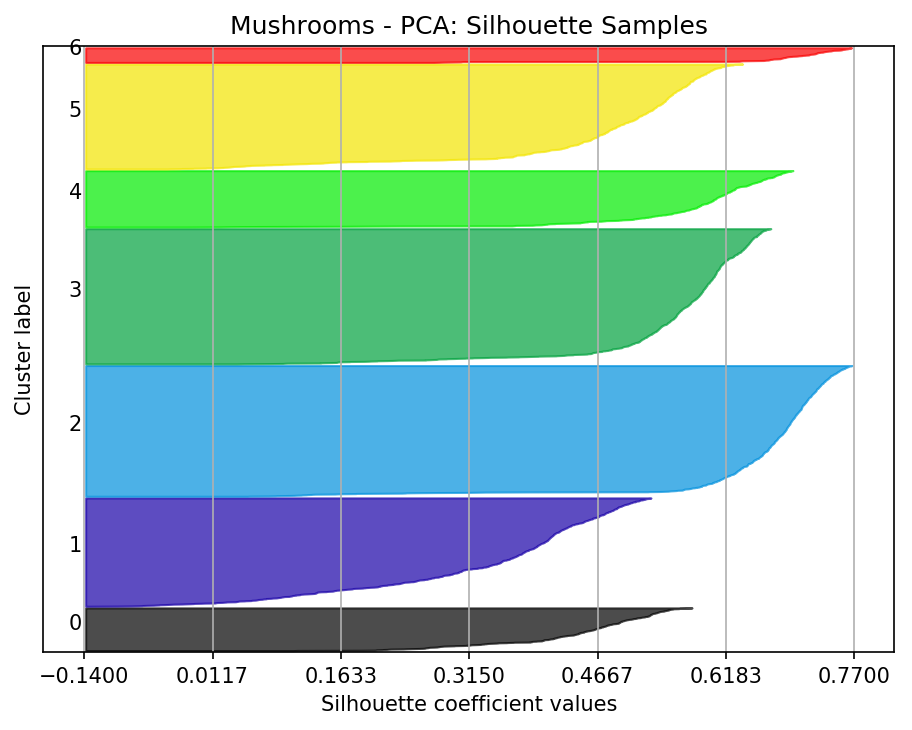 Mushrooms - PCA: Silhouette Samples
6
5
4
3
2
1
0
Cluster label
−0.1400 0.0117 0.1633 0.3150 0.4667 0.6183 0.7700
Silhouette coefficient values